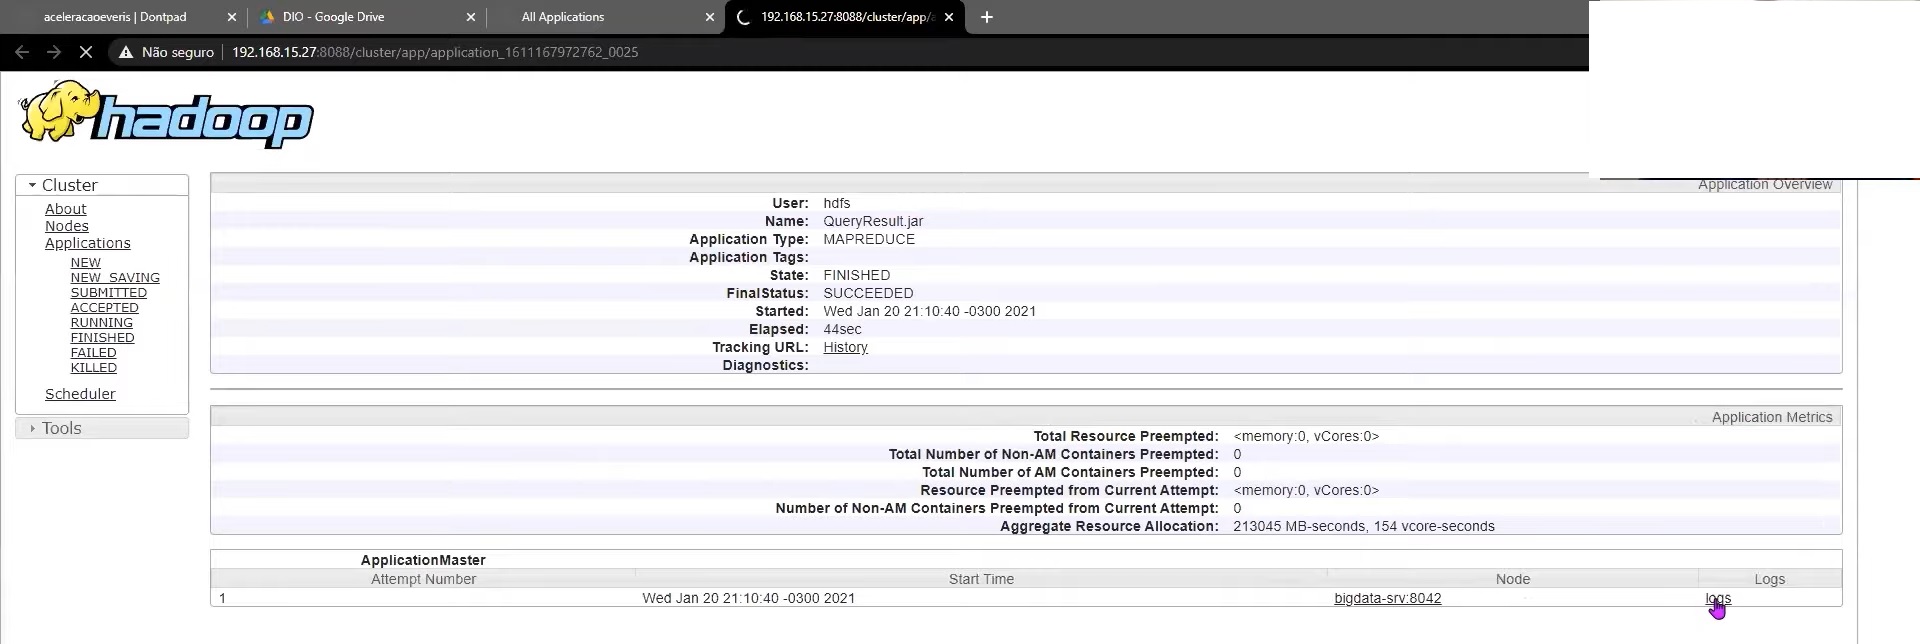 aceleracaoeveris | Dontpad
DIO - Google Drive
All Applications
192.168.15.27:8088/cluster/app/a
Não seguro
192.168.15.27:8088/cluster/app/application_1611167972762_0025
hadoop
Cluster
About
Nodes
Applications
NEW
NEW_SAVING
SUBMITTED
ACCEPTED
RUNNING
FINISHED
FAILED
KILLED
Scheduler
Tools
Application Overview
User: hdfs
Name: QueryResult.jar
Application Type: MAPREDUCE
Application Tags:
State: FINISHED
FinalStatus: SUCCEEDED
Started: Wed Jan 20 21:10:40 -0300 2021
Elapsed: 44sec
Tracking URL: History
Diagnostics:
Application Metrics
Total Resource Preempted: <memory:0, vCores:0>
Total Number of Non-AM Containers Preempted: 0
Total Number of AM Containers Preempted: 0
Resource Preempted from Current Attempt: <memory:0, vCores:0>
Number of Non-AM Containers Preempted from Current Attempt: 0
Aggregate Resource Allocation: 213045 MB-seconds, 154 vcore-seconds
ApplicationMaster
Attempt Number Start Time Node Logs
1 Wed Jan 20 21:10:40 -0300 2021 bigdata-srv:8042 logs